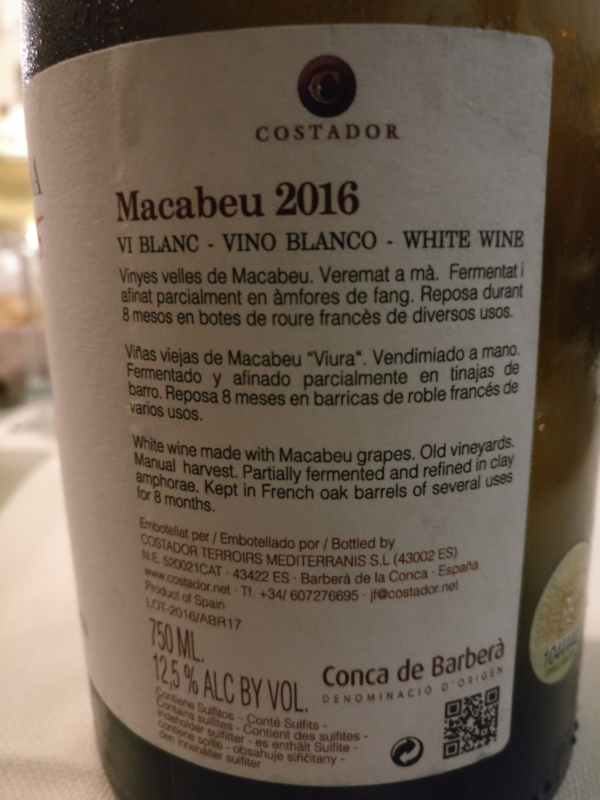 C
COSTADOR
Macabeu 2016
VI BLANC - VINO BLANCO - WHITE WINE
Vinyes velles de Macabeu. Veremat a mà. Fermentat i
afinat parcialment en àmfores de fang. Reposa durant
8 mesos en botes de roure francès de diversos usos.
Viñas viejas de Macabeu "Viura". Vendimiado a mano.
Fermentado y afinado parcialmente en tinajas de
barro. Reposa 8 meses en barricas de roble francés de
varios usos.
White wine made with Macabeu grapes. Old vineyards.
Manual harvest. Partially fermented and refined in clay
amphorae. Kept in French oak barrels of several uses
for 8 months.
Embotellat per / Embotellado por / Bottled by
COSTADOR TERROIRS MEDITERRANIS S.L (43002 ES)
N.E. 520021CAT · 43422 ES · Barberà de la Conca · España
www.costador.net · Tf. +34/ 607276695 · jf@costador.net
Product of Spain
LOT-2016/ABR17
750 ML.
12,5 % ALC BY VOL.
Conca de Barberà
DENOMINACIÓ D'ORIGEN
Contiene Sulfitos - Conté Sulfits -
Contains sulfites - Contient des sulfites -
indeholder sulfitter - es enthält Sulfite -
contiene solfiti - obsahuje siřičitany -
den innehåller sulfiter